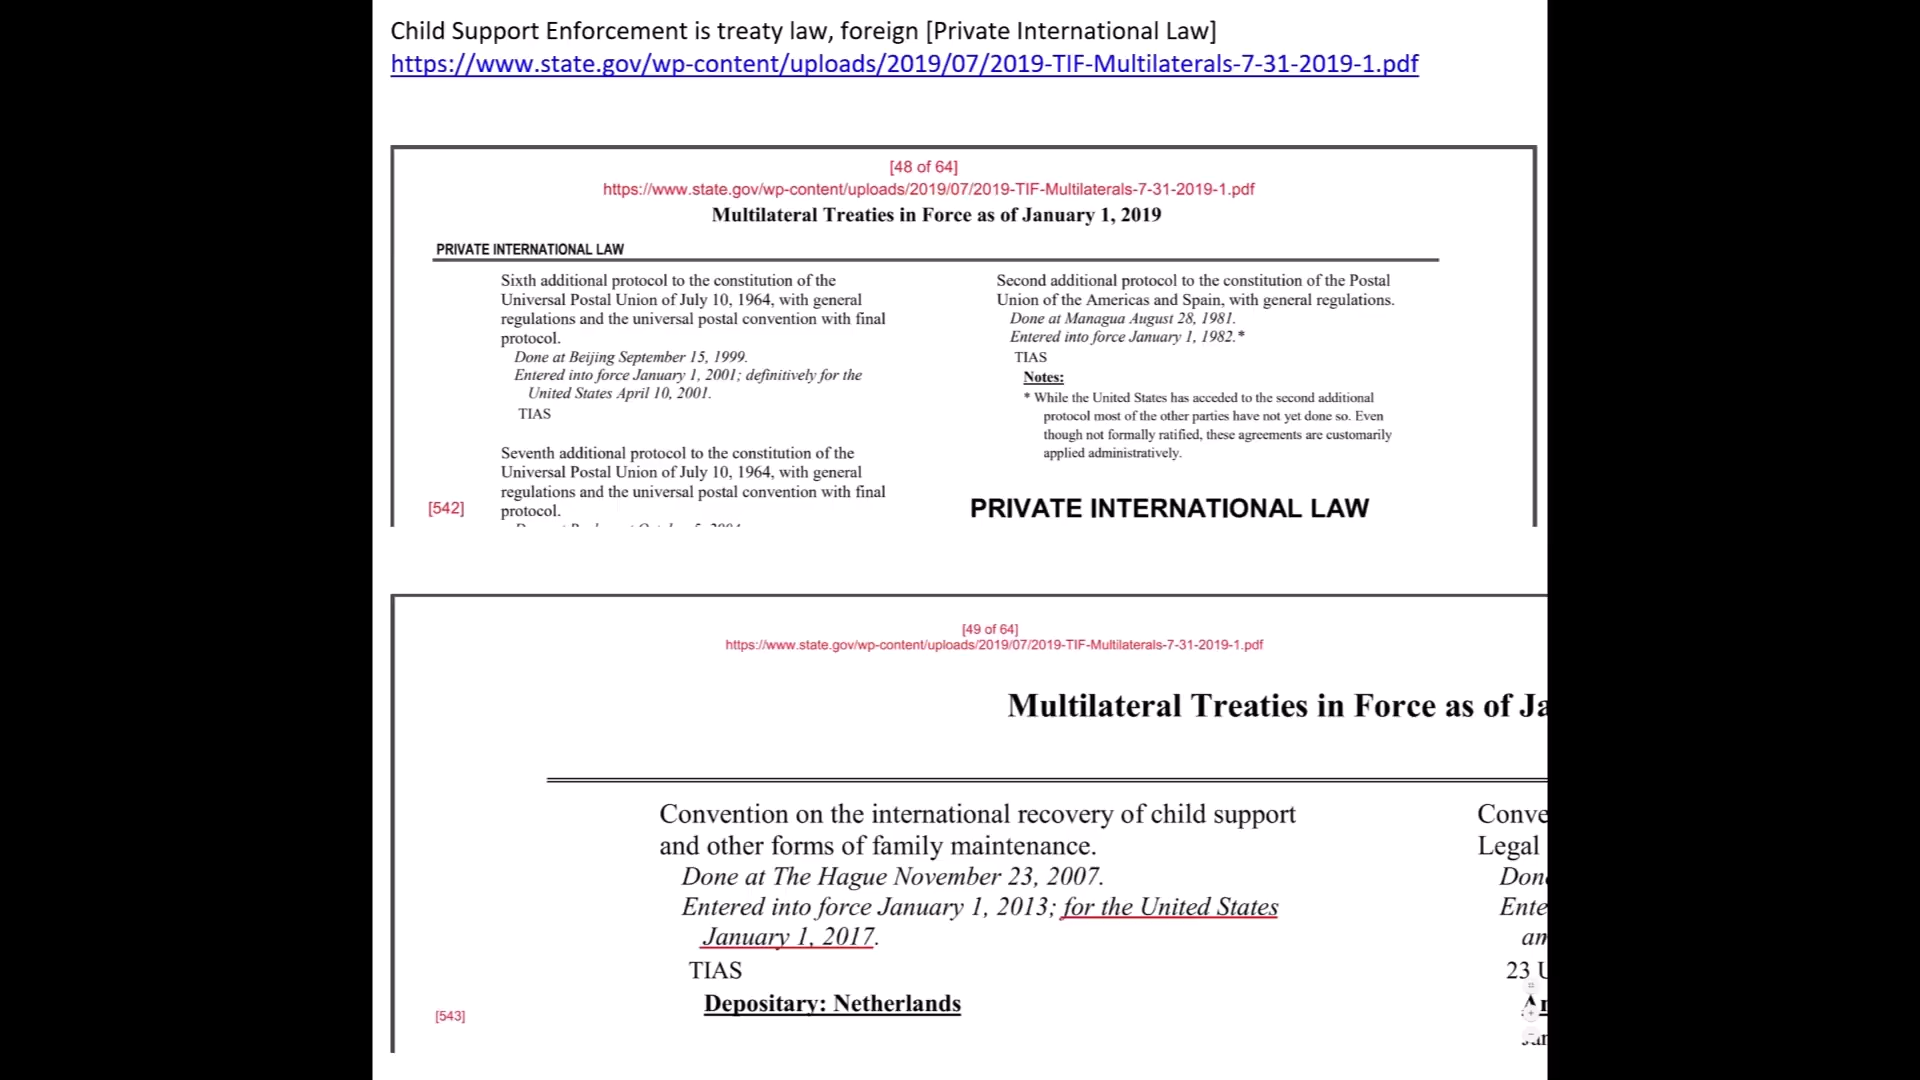 Child Support Enforcement is treaty law, foreign [Private International Law]
https://www.state.gov/wp-content/uploads/2019/07/2019-TIF-Multilaterals-7-31-2019-1.pdf
[48 of 64]
https://www.state.gov/wp-content/uploads/2019/07/2019-TIF-Multilaterals-7-31-2019-1.pdf
Multilateral Treaties in Force as of January 1, 2019
PRIVATE INTERNATIONAL LAW
Sixth additional protocol to the constitution of the
Universal Postal Union of July 10, 1964, with general
regulations and the universal postal convention with final
protocol.
Done at Beijing September 15, 1999.
Entered into force January 1, 2001; definitively for the
United States April 10, 2001.
TIAS
Seventh additional protocol to the constitution of the
Universal Postal Union of July 10, 1964, with general
regulations and the universal postal convention with final
protocol.
[542]
Second additional protocol to the constitution of the Postal
Union of the Americas and Spain, with general regulations.
Done at Managua August 28, 1981.
Entered into force January 1, 1982.*
TIAS
Notes:
* While the United States has acceded to the second additional
protocol most of the other parties have not yet done so. Even
though not formally ratified, these agreements are customarily
applied administratively.
PRIVATE INTERNATIONAL LAW
[49 of 64]
https://www.state.gov/wp-content/uploads/2019/07/2019-TIF-Multilaterals-7-31-2019-1.pdf
Multilateral Treaties in Force as of Ja
Convention on the international recovery of child support
and other forms of family maintenance.
Done at The Hague November 23, 2007.
Entered into force January 1, 2013; for the United States
January 1, 2017.
TIAS
Depositary: Netherlands
[543]
Conve
Legal
Done
Ente
am
23 U